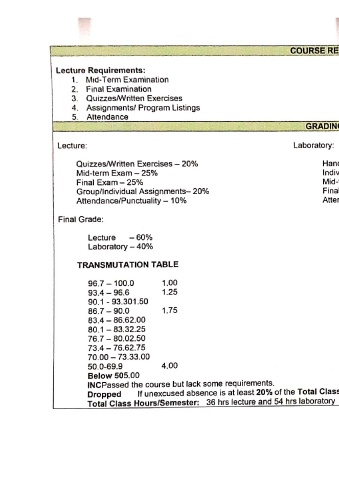 COURSE RE
Lecture Requirements:
1. Mid-Term Examination
2. Final Examination
3. Quizzes/Written Exercises
4. Assignments/ Program Listings
5. Attendance
GRADIN
Lecture: Laboratory:
Quizzes/Written Exercises – 20% Hand
Mid-term Exam – 25% Indiv
Final Exam – 25% Mid-
Group/Individual Assignments– 20% Fina
Attendance/Punctuality – 10% Atter
Final Grade:
Lecture – 60%
Laboratory – 40%
TRANSMUTATION TABLE
96.7 – 100.0 1.00
93.4 – 96.6 1.25
90.1 - 93.301.50
86.7 – 90.0 1.75
83.4 – 86.62.00
80.1 – 83.32.25
76.7 – 80.02.50
73.4 – 76.62.75
70.00 – 73.33.00
50.0-69.9 4.00
Below 505.00
INCPassed the course but lack some requirements.
Dropped If unexcused absence is at least 20% of the Total Class
Total Class Hours/Semester: 36 hrs lecture and 54 hrs laboratory